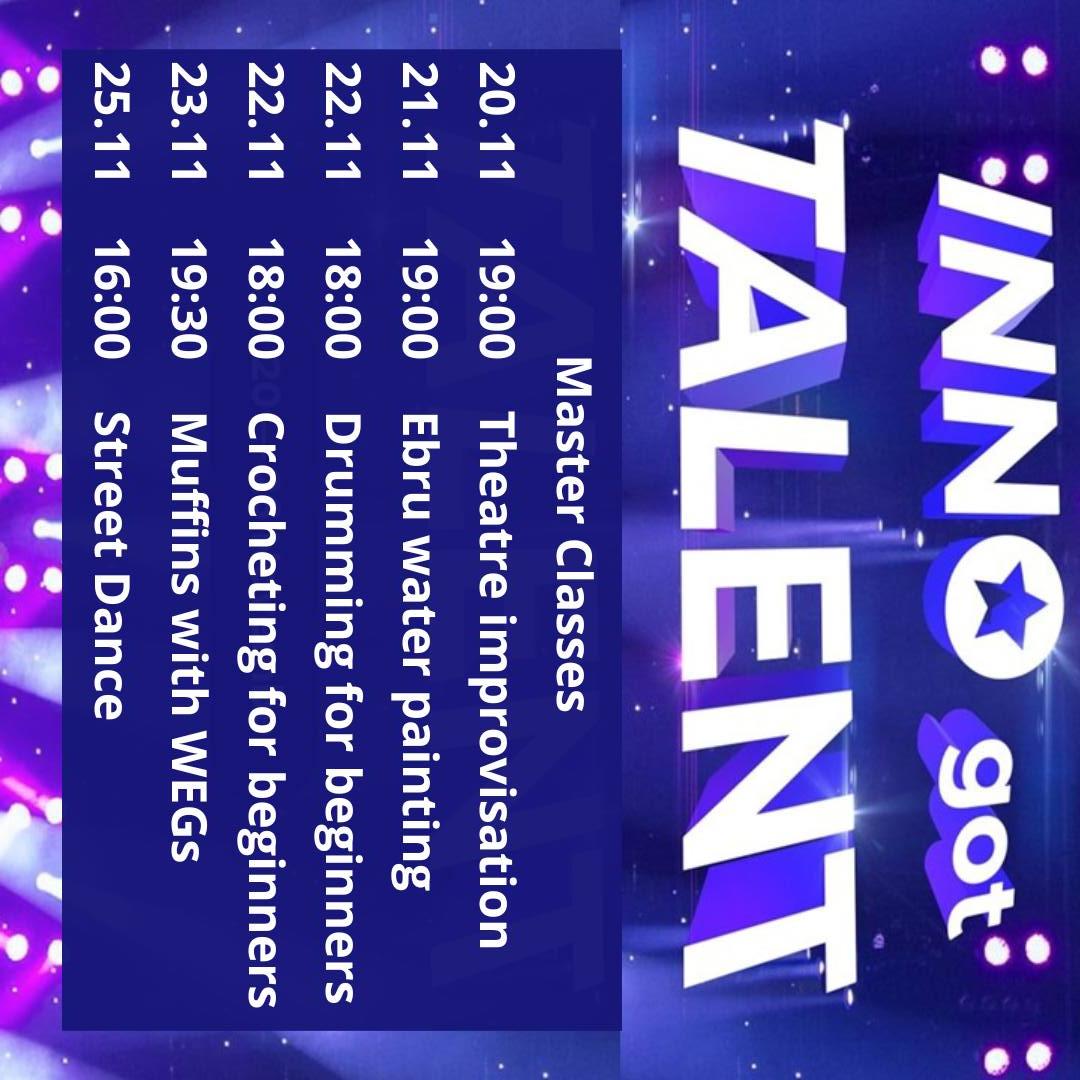 INNO got
TALENT
Master Classes
20.11 19:00 Theatre improvisation
21.11 19:00 Ebru water painting
22.11 18:00 Drumming for beginners
22.11 18:00 Crocheting for beginners
23.11 19:30 Muffins with WEGs
25.11 16:00 Street Dance